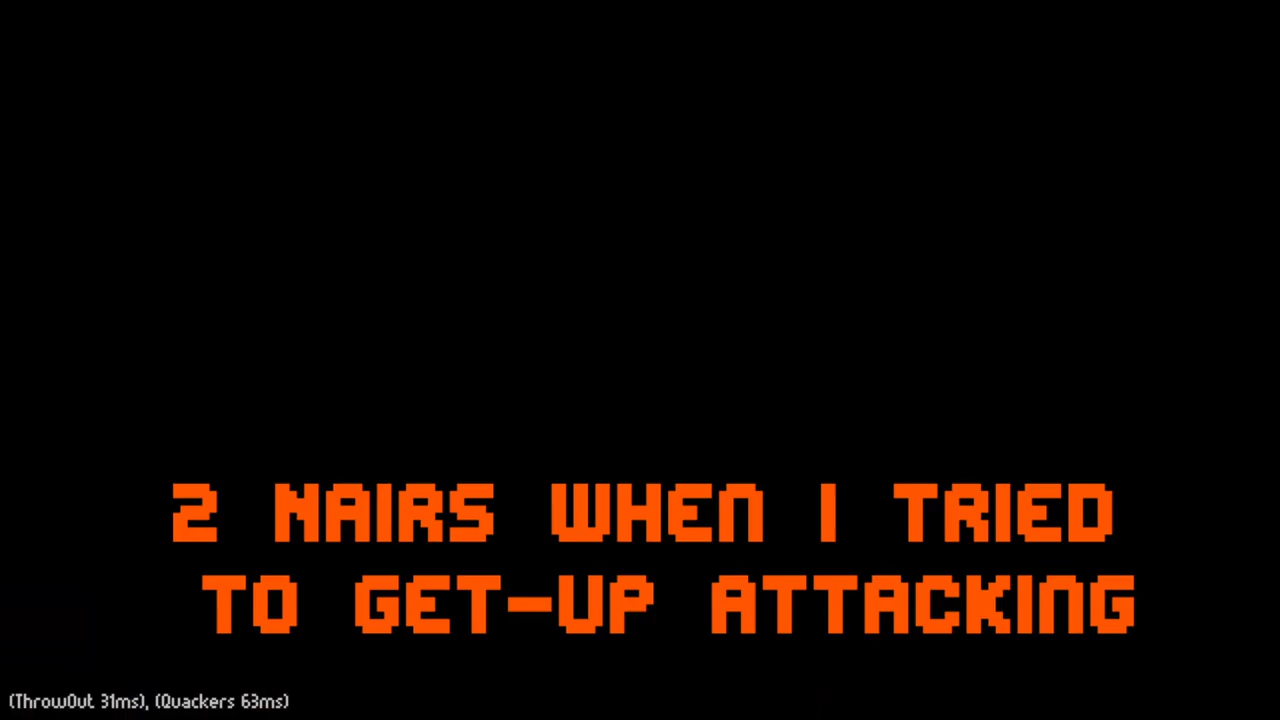 2 NAIRS WHEN I TRIED
TO GET-UP ATTACKING
(ThrowOut 31ms), (Quackers 63ms)